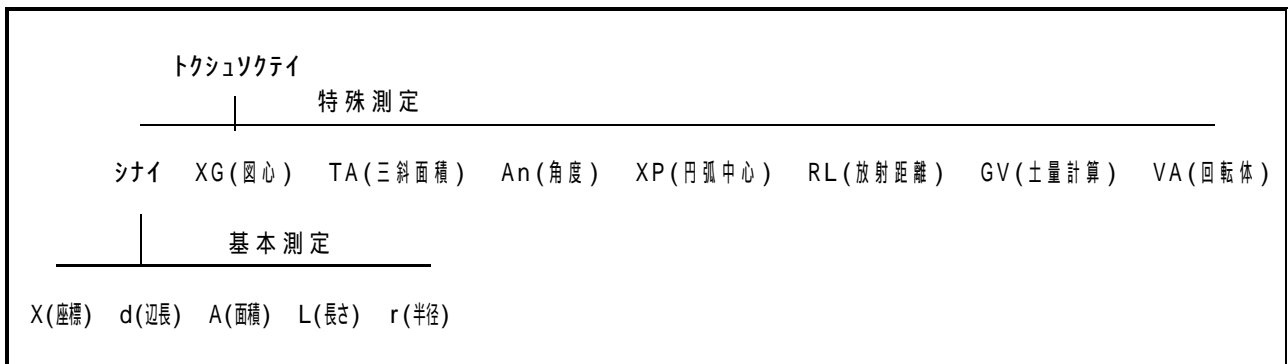 トクシュソクテイ
特殊測定
シナイ XG(図心) TA(三斜面積) An(角度) XP(円弧中心) RL(放射距離) GV(土量計算) VA(回転体)
基本測定
X(座標) d(辺長) A(面積) L(長さ) r(半径)